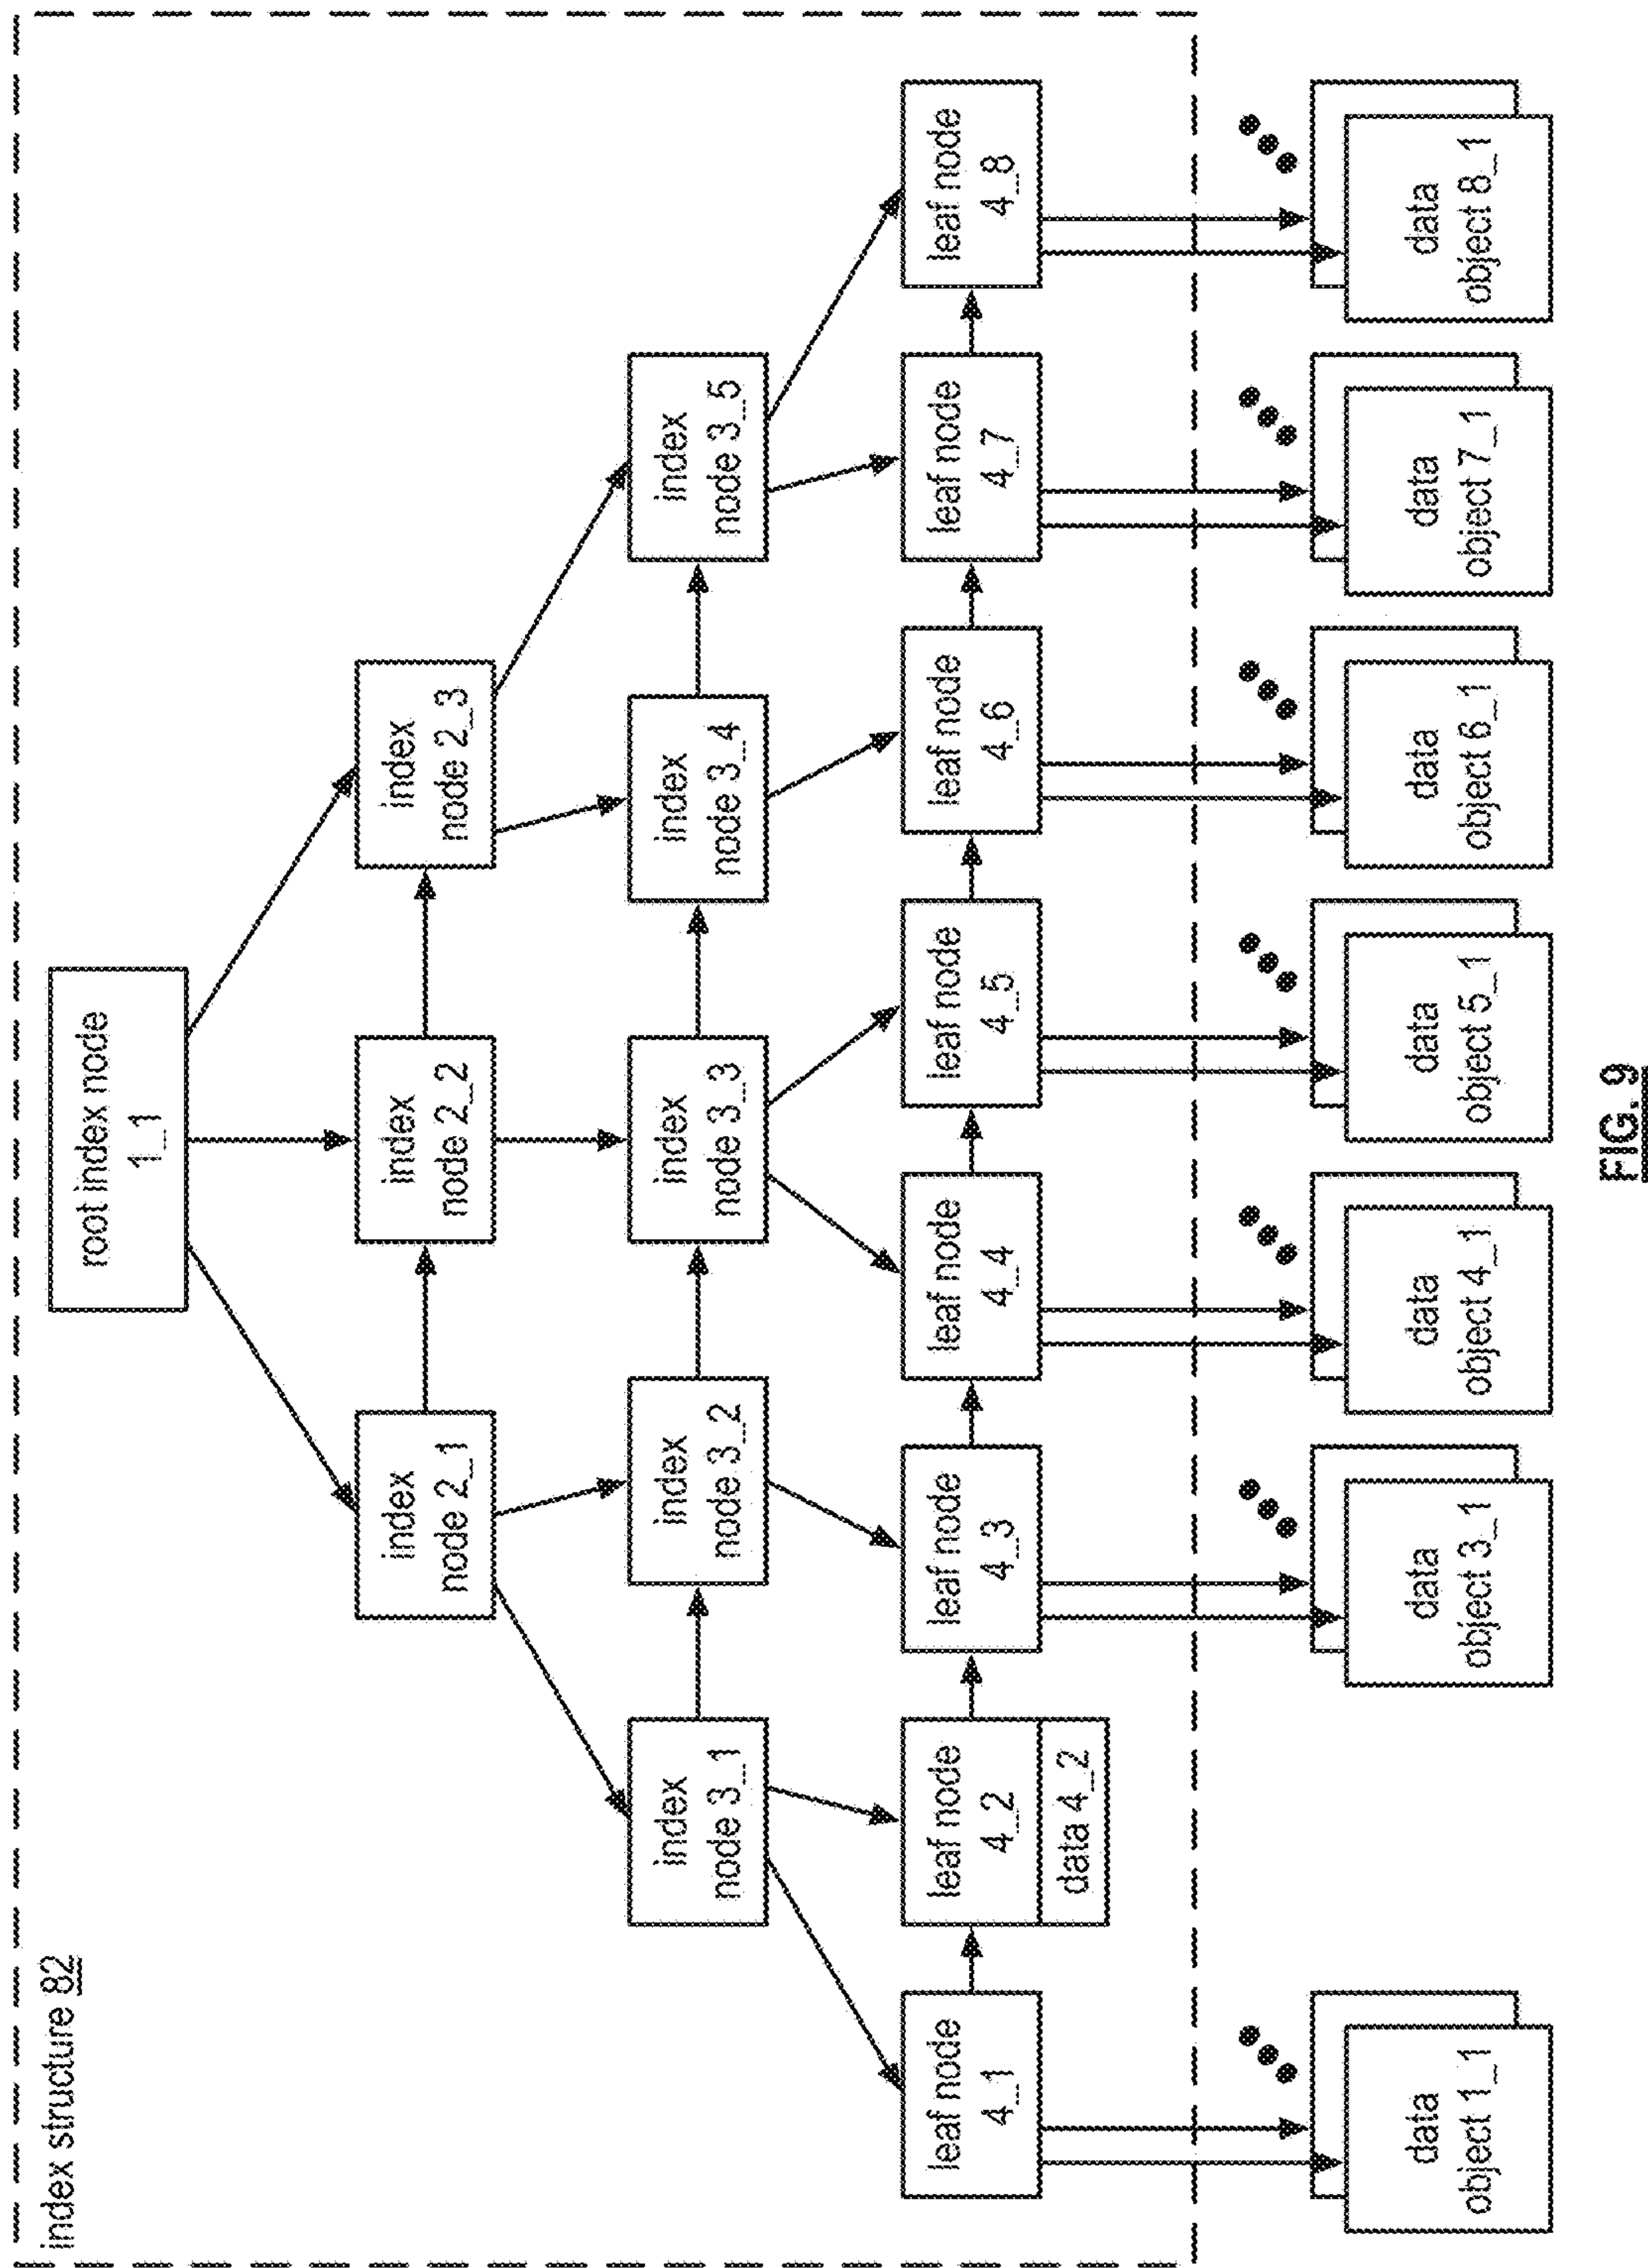 index structure 82
root index node
1_1
index
node 2_1
index
node 2_2
index
node 2_3
index
node 3_1
index
node 3_2
index
node 3_3
index
node 3_4
index
node 3_5
leaf node
4_1
leaf node
4_2
data 4_2
leaf node
4_3
leaf node
4_4
leaf node
4_5
leaf node
4_6
leaf node
4_7
leaf node
4_8
data
object 1_1
data
object 3_1
data
object 4_1
data
object 5_1
data
object 6_1
data
object 7_1
data
object 8_1
FIG. 9